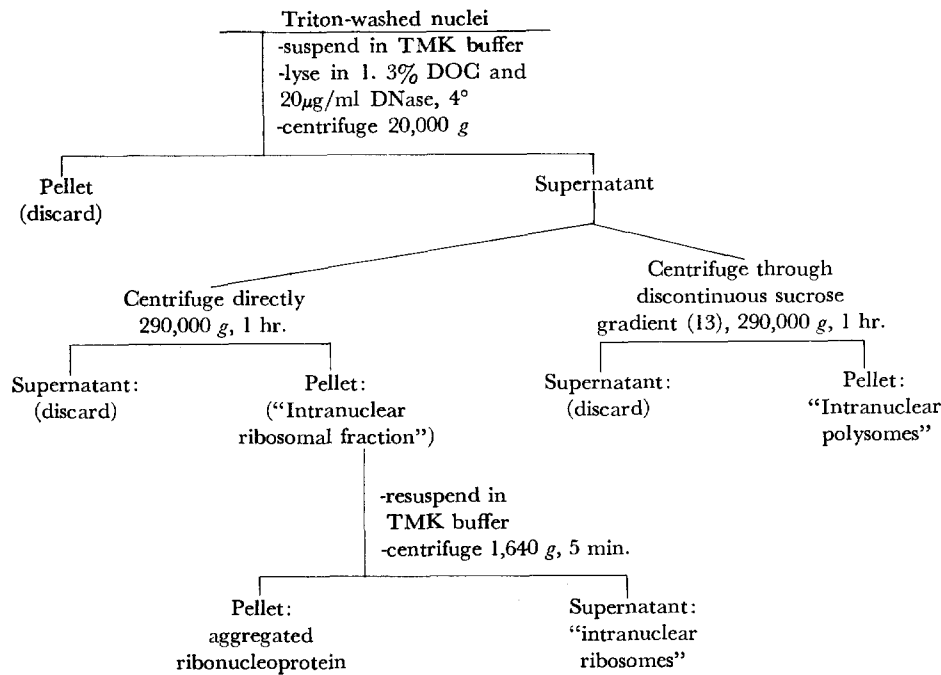 Triton-washed nuclei
-suspend in TMK buffer
-lyse in 1. 3% DOC and
20μg/ml DNase, 4°
-centrifuge 20,000 g
Pellet
(discard)
Supernatant
Centrifuge directly
290,000 g, 1 hr.
Centrifuge through
discontinuous sucrose
gradient (13), 290,000 g, 1 hr.
Supernatant:
(discard)
Pellet:
(“Intranuclear
ribosomal fraction”)
Supernatant:
(discard)
Pellet:
“Intranuclear
polysomes”
-resuspend in
TMK buffer
-centrifuge 1,640 g, 5 min.
Pellet:
aggregated
ribonucleoprotein
Supernatant:
“intranuclear
ribosomes”